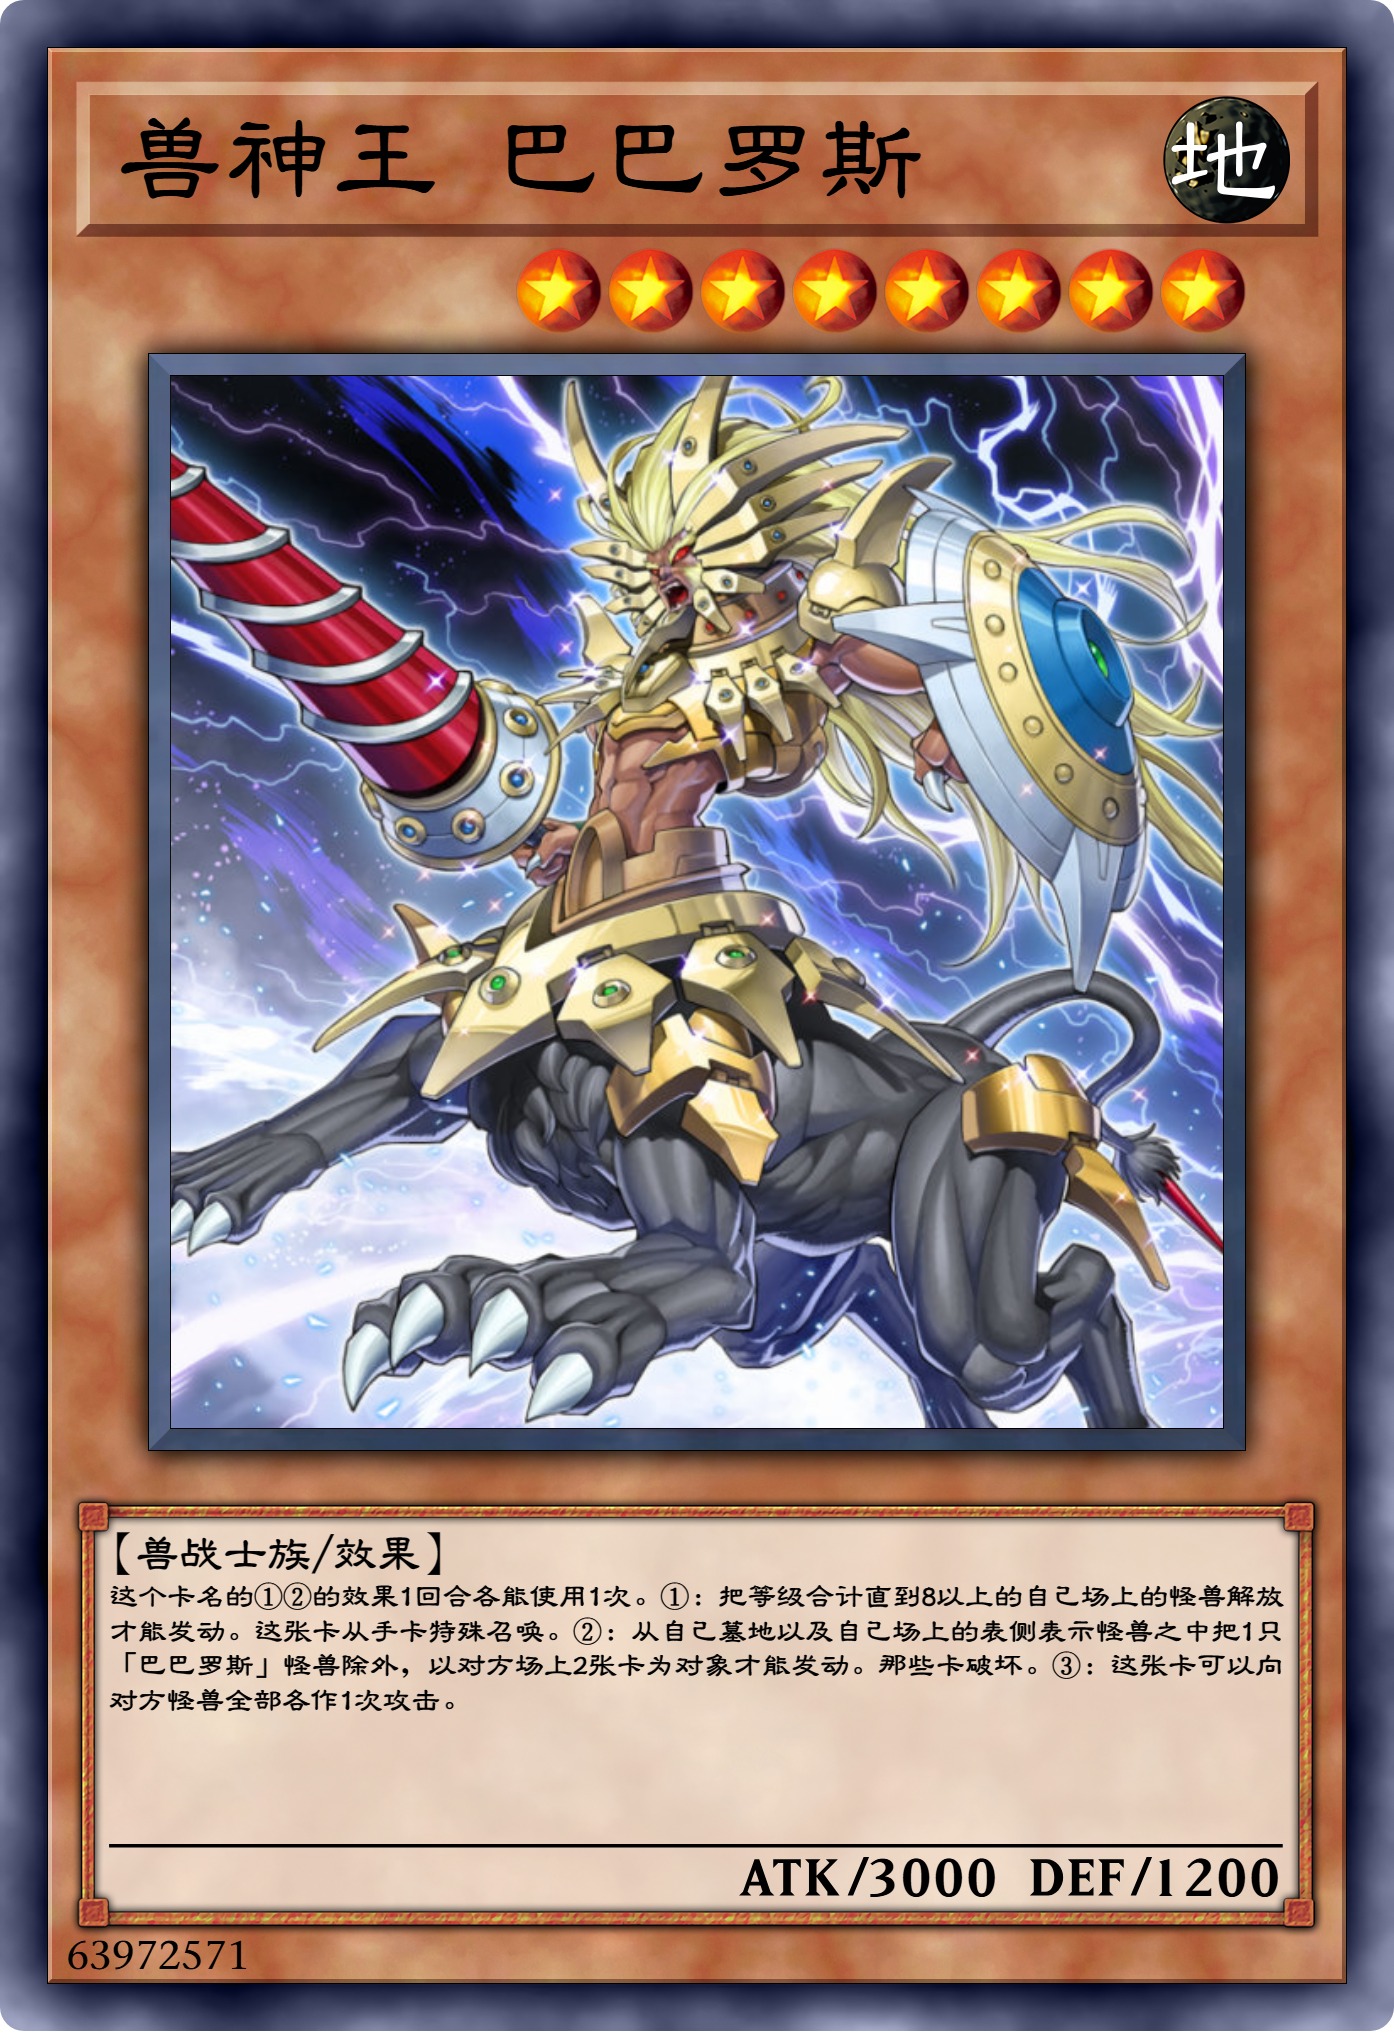 兽神王 巴巴罗斯
地
【兽战士族/效果】
这个卡名的①②的效果1回合各能使用1次。①：把等级合计直到8以上的自己场上的怪兽解放
才能发动。这张卡从手卡特殊召唤。②：从自己墓地以及自己场上的表侧表示怪兽之中把1只
「巴巴罗斯」怪兽除外，以对方场上2张卡为对象才能发动。那些卡破坏。③：这张卡可以向
对方怪兽全部各作1次攻击。
ATK/3000 DEF/1200
63972571